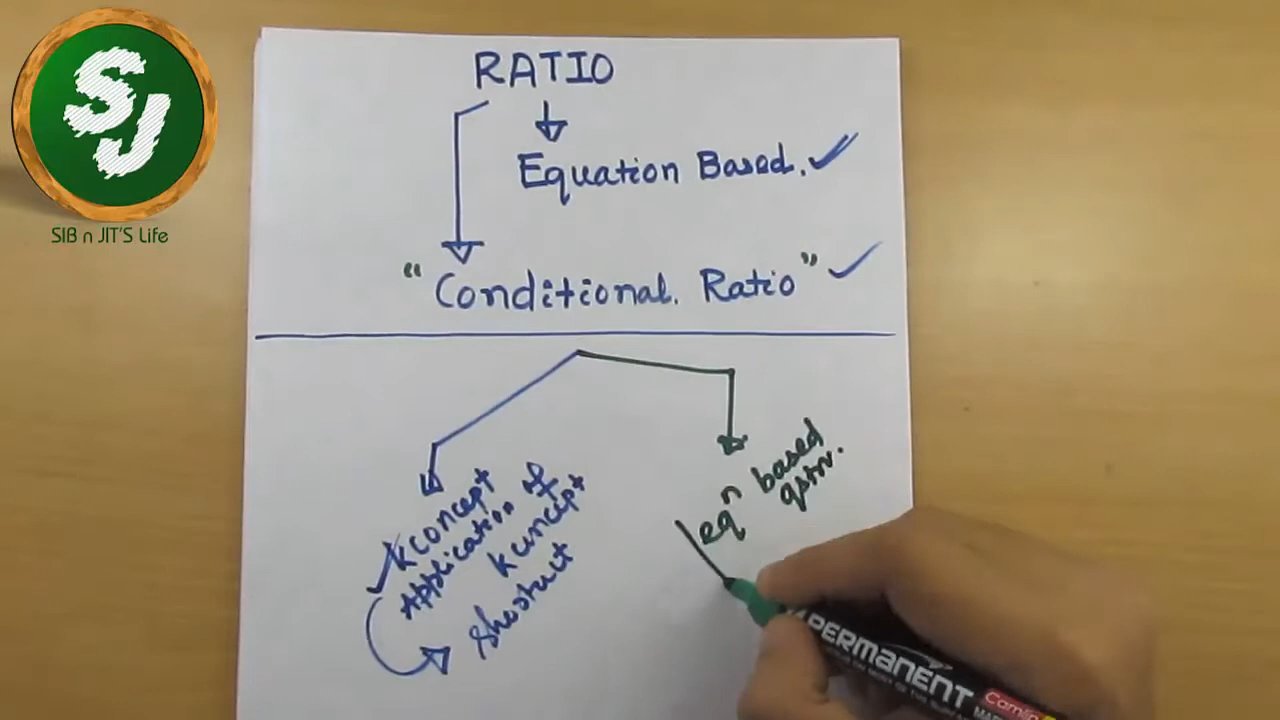 SJ
SIB n JIT'S Life
RATIO
Equation Based.
"Conditional. Ratio"
K concept
Application of
K concept
Shortcut
eqn based
qstn.
PERMANENT
Camlin